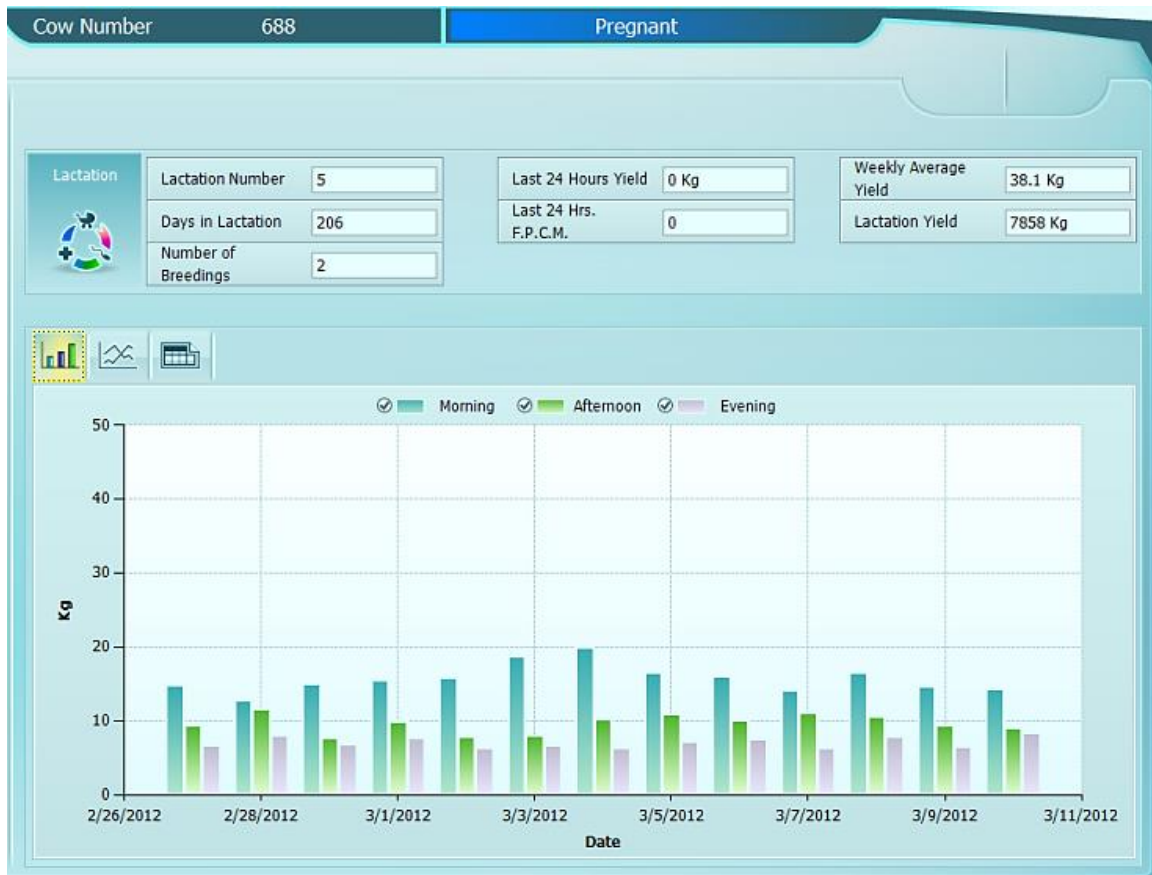 Cow Number 688 Pregnant
Lactation
Lactation Number 5
Days in Lactation 206
Number of
Breedings 2
Last 24 Hours Yield 0 Kg
Last 24 Hrs.
F.P.C.M. 0
Weekly Average
Yield 38.1 Kg
Lactation Yield 7858 Kg
Morning Afternoon Evening
50
40
30
20
10
0
Kg
2/26/2012 2/28/2012 3/1/2012 3/3/2012 3/5/2012 3/7/2012 3/9/2012 3/11/2012
Date